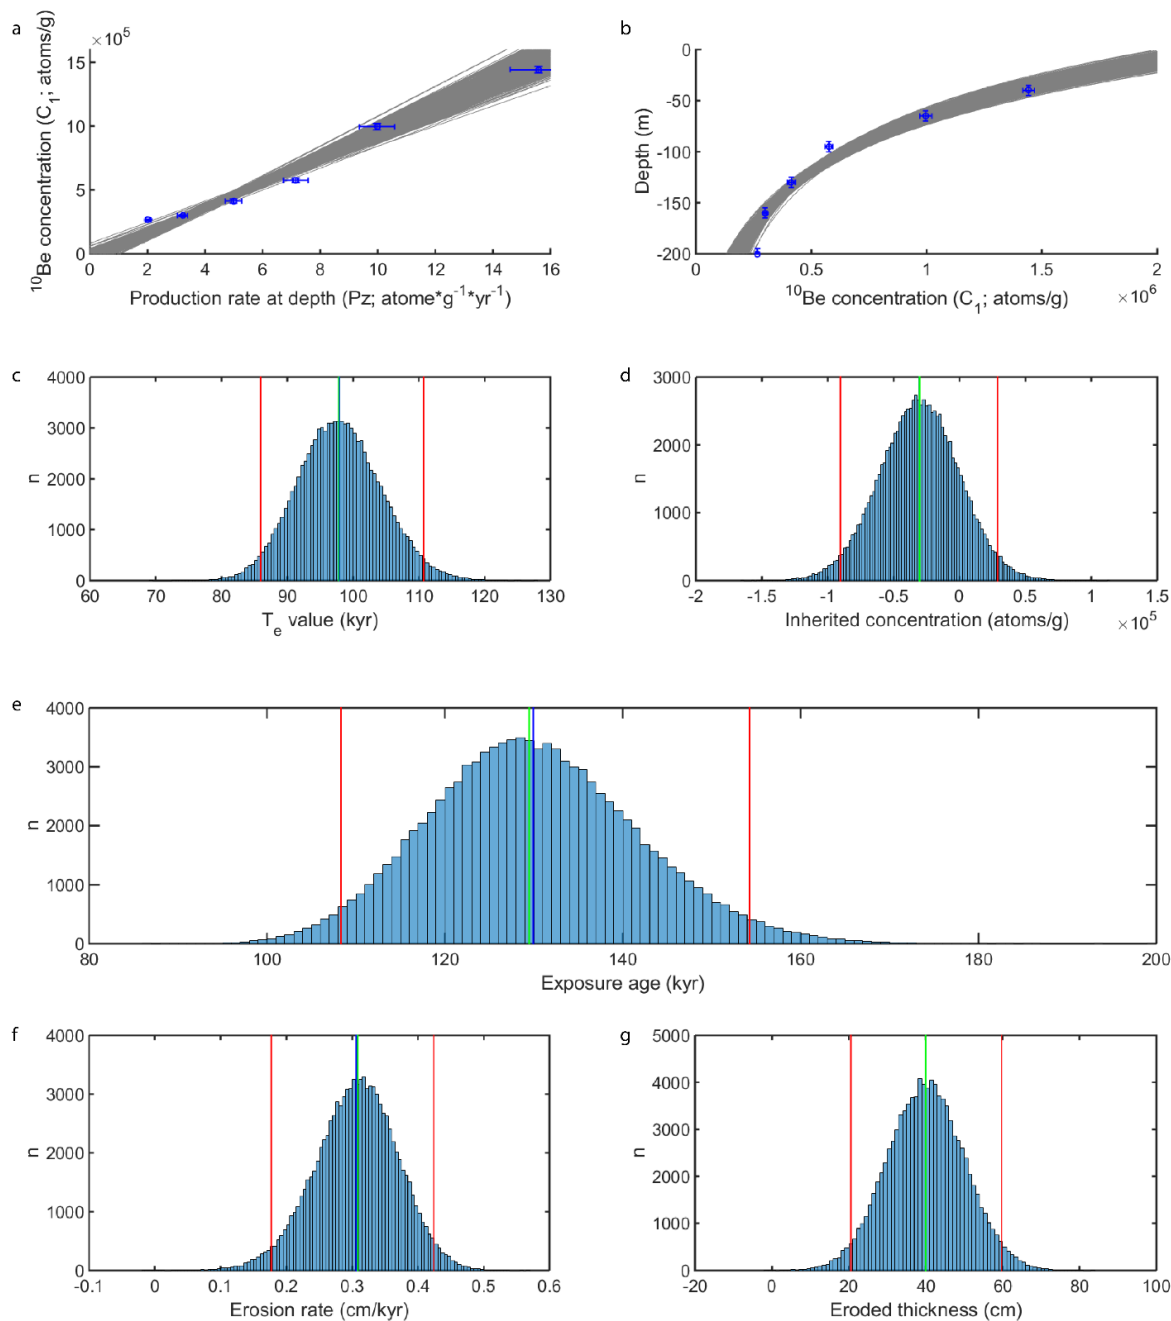 a
×10⁵
15
10
5
0
0 2 4 6 8 10 12 14 16
¹⁰Be concentration (C₁; atoms/g)
Production rate at depth (Pz; atome*g⁻¹*yr⁻¹)
b
0
-50
-100
-150
-200
0 0.5 1 1.5 2
Depth (m)
¹⁰Be concentration (C₁; atoms/g)
×10⁶
c
4000
3000
2000
1000
0
60 70 80 90 100 110 120 130
n
Tₑ value (kyr)
d
3000
2000
1000
0
-2 -1.5 -1 -0.5 0 0.5 1 1.5
n
Inherited concentration (atoms/g)
×10⁵
e
4000
3000
2000
1000
0
80 100 120 140 160 180 200
n
Exposure age (kyr)
f
4000
3000
2000
1000
0
-0.1 0 0.1 0.2 0.3 0.4 0.5 0.6
n
Erosion rate (cm/kyr)
g
5000
4000
3000
2000
1000
0
-20 0 20 40 60 80 100
n
Eroded thickness (cm)